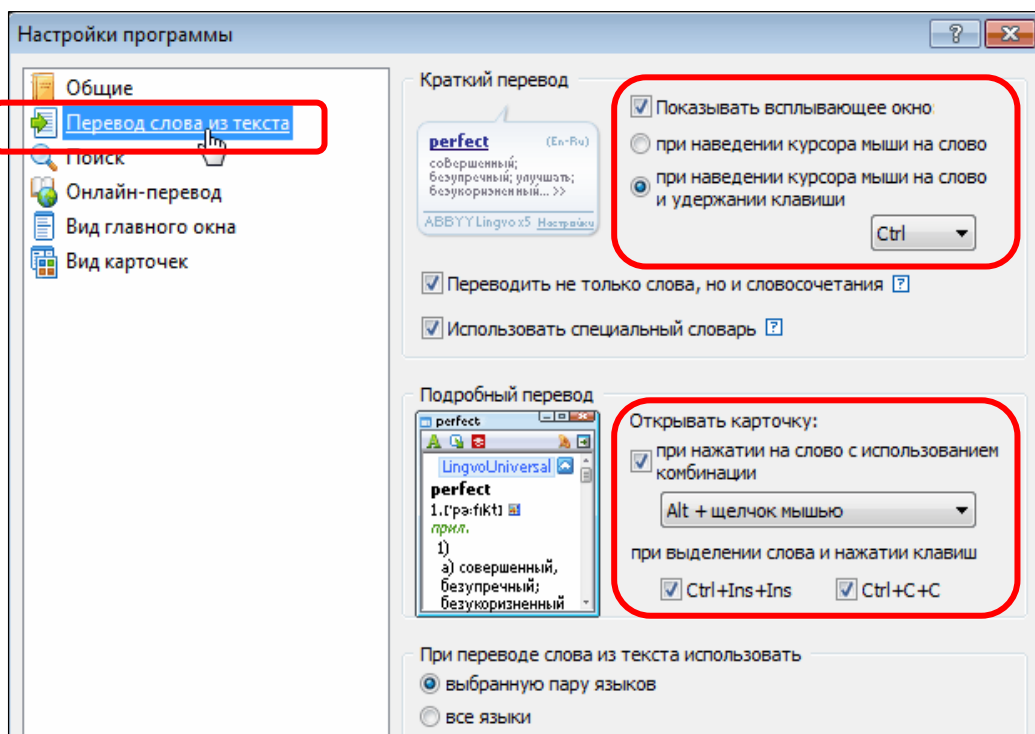 Настройки программы
Общие
Перевод слова из текста
Поиск
Онлайн-перевод
Вид главного окна
Вид карточек
Краткий перевод
perfect (En-Ru)
совершенный;
безупречный; улучшать;
безукоризненный... >>
ABBYY Lingvo x5 Настройки
Показывать всплывающее окно
при наведении курсора мыши на слово
при наведении курсора мыши на слово
и удержании клавиши
Ctrl
Переводить не только слова, но и словосочетания ?
Использовать специальный словарь ?
Подробный перевод
perfect
LingvoUniversal
perfect
1.['pɜ:fɪkt]
прил.
1)
а) совершенный,
безупречный;
безукоризненный
Открывать карточку:
при нажатии на слово с использованием
комбинации
Alt + щелчок мышью
при выделении слова и нажатии клавиш
Ctrl+Ins+Ins Ctrl+C+C
При переводе слова из текста использовать
выбранную пару языков
все языки